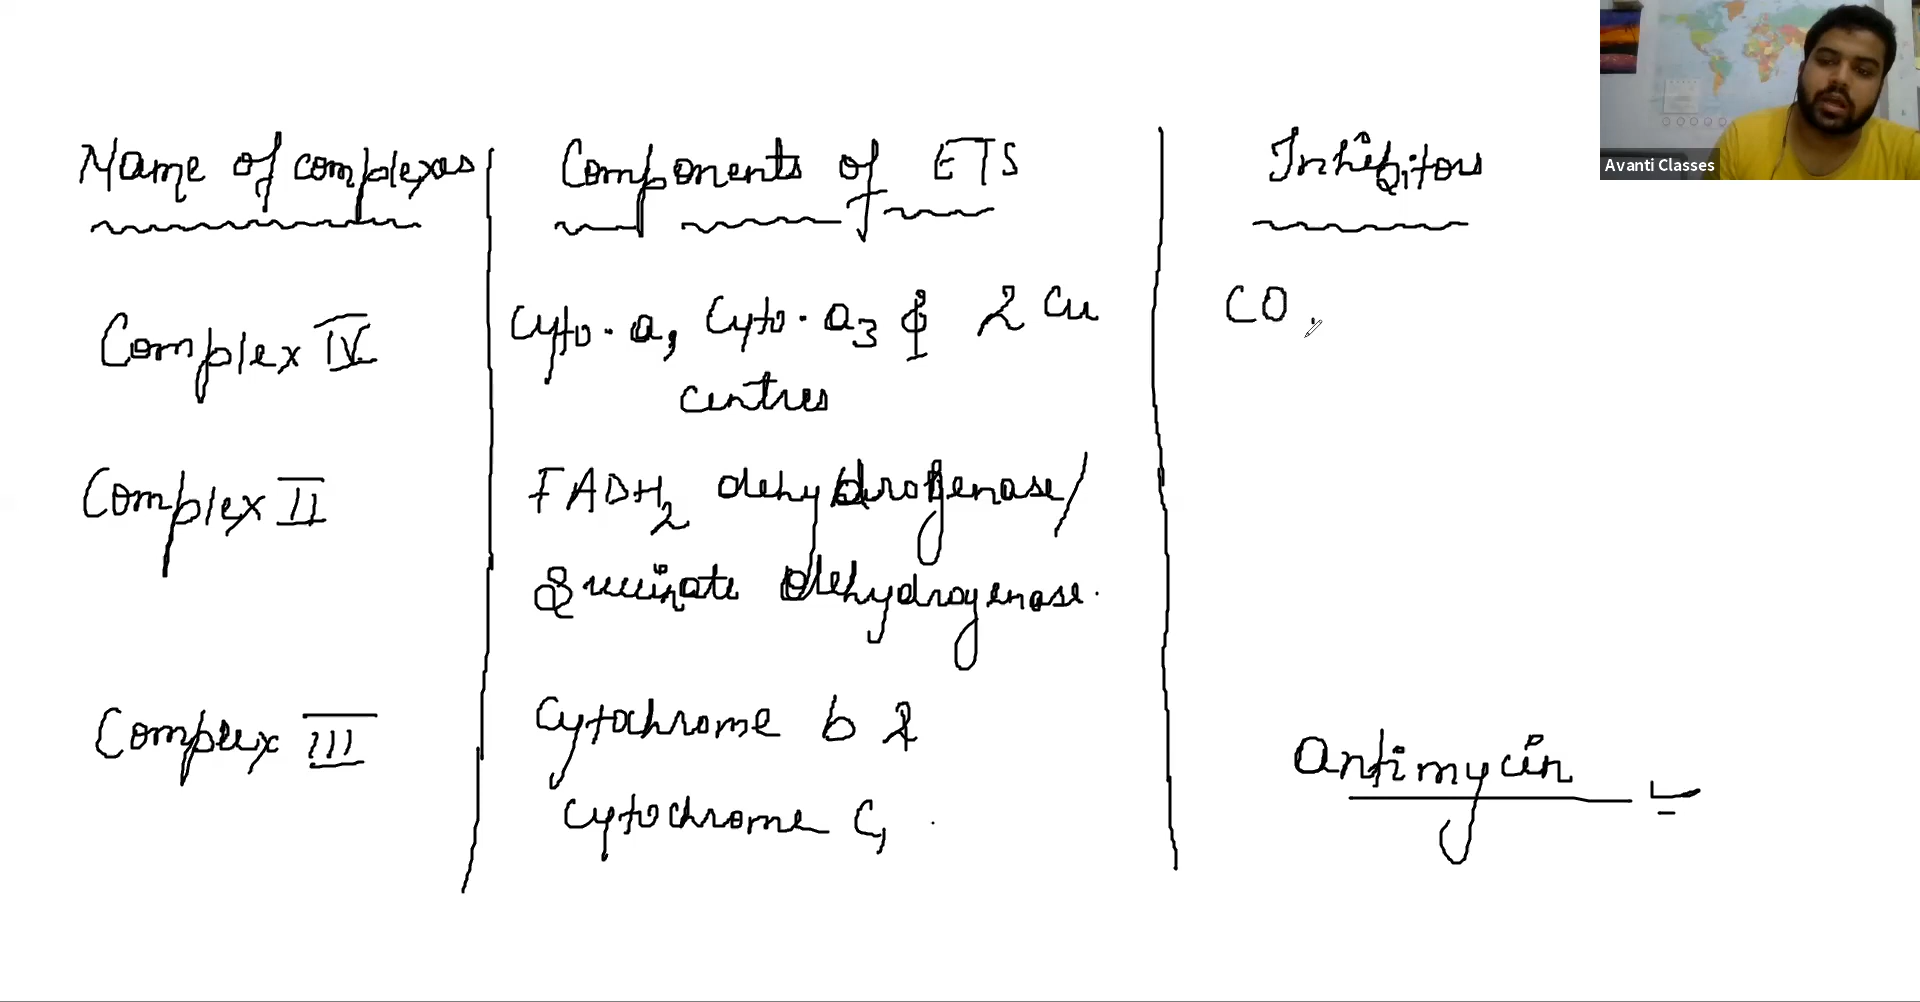 Name of complexes Components of ETS Inhibitors
Complex IV Cyto. a, Cyto. a3 & 2 Cu centres CO,
Complex II FADH2 dehydrogenase/
Succinate dehydrogenase.
Complex III Cytochrome b &
Cytochrome C1 .
Antimycin
Avanti Classes